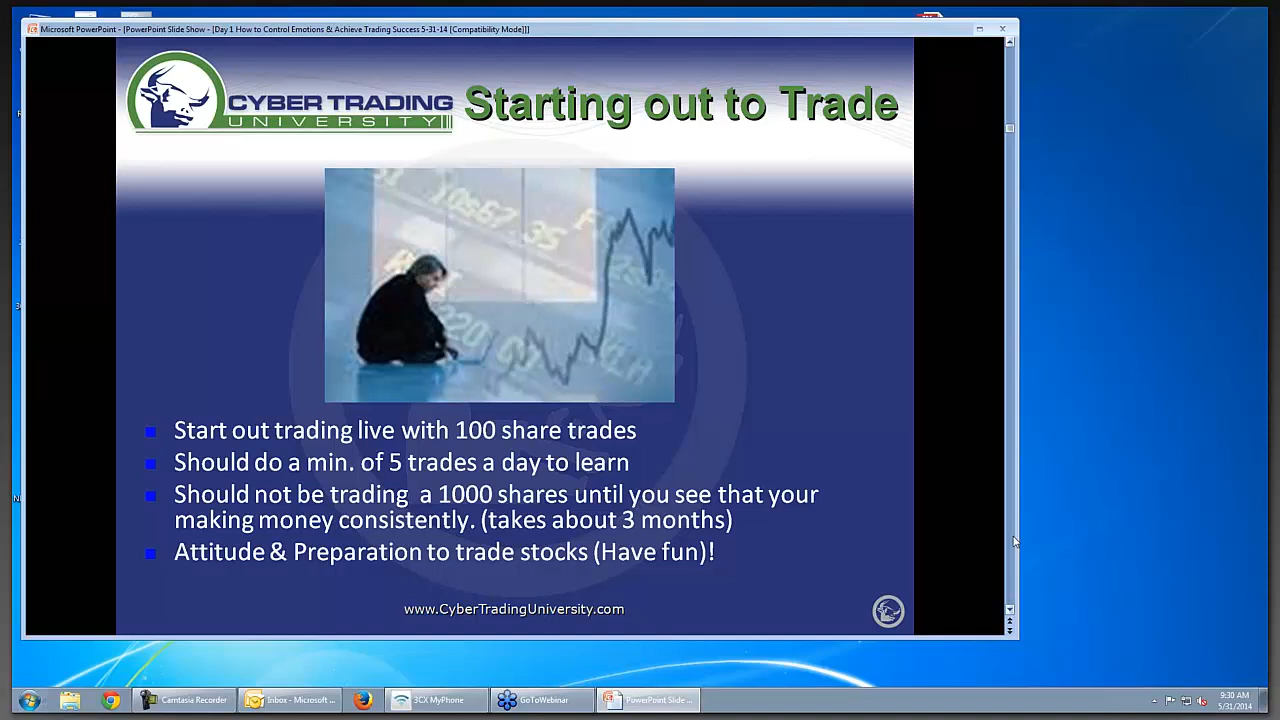 Microsoft PowerPoint - [PowerPoint Slide Show - [Day 1 How to Control Emotions & Achieve Trading Success 5-31-14 [Compatibility Mode]]]
CYBER TRADING
UNIVERSITY
Starting out to Trade
Start out trading live with 100 share trades
Should do a min. of 5 trades a day to learn
Should not be trading a 1000 shares until you see that your
making money consistently. (takes about 3 months)
Attitude & Preparation to trade stocks (Have fun)!
www.CyberTradingUniversity.com
Camtasia Recorder
Inbox - Microsoft ...
3CX MyPhone
GoToWebinar
PowerPoint Slide ...
9:30 AM
5/31/2014